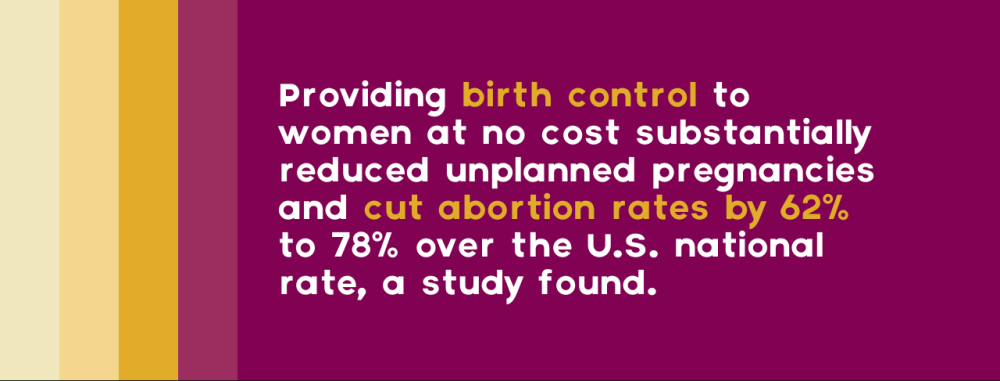 Providing birth control to
women at no cost substantially
reduced unplanned pregnancies
and cut abortion rates by 62%
to 78% over the U.S. national
rate, a study found.